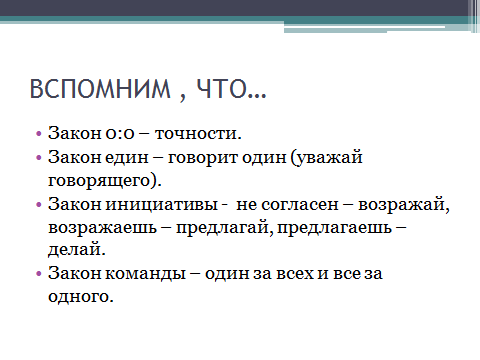 ВСПОМНИМ , ЧТО…
• Закон 0:0 – точности.
• Закон един – говорит один (уважай
говорящего).
• Закон инициативы -  не согласен – возражай,
возражаешь – предлагай, предлагаешь –
делай.
• Закон команды – один за всех и все за
одного.